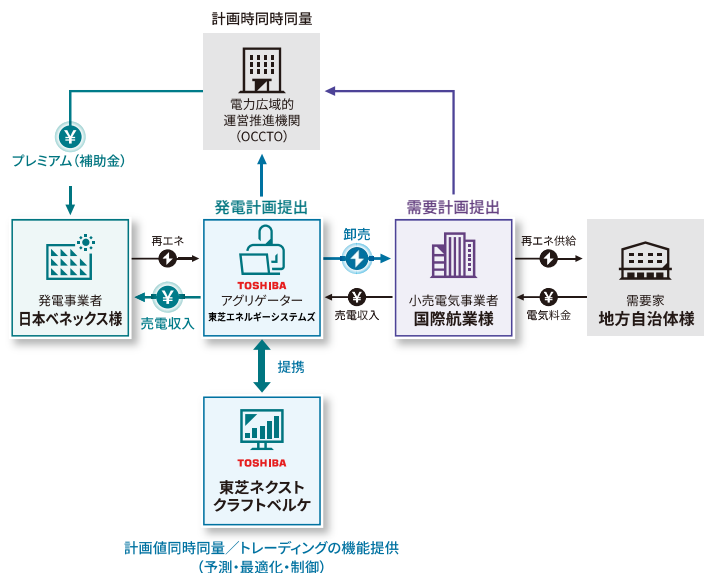 計画時同時同量
電力広域的
運営推進機関
（OCCTO）
¥
プレミアム（補助金）
発電計画提出
需要計画提出
発電事業者
日本ベネックス様
再エネ
¥
売電収入
TOSHIBA
アグリゲーター
東芝エネルギーシステムズ
卸売
¥
売電収入
小売電気事業者
国際航業様
再エネ供給
¥
電気料金
需要家
地方自治体様
提携
TOSHIBA
東芝ネクスト
クラフトベルケ
計画値同時同量／トレーディングの機能提供
（予測・最適化・制御）